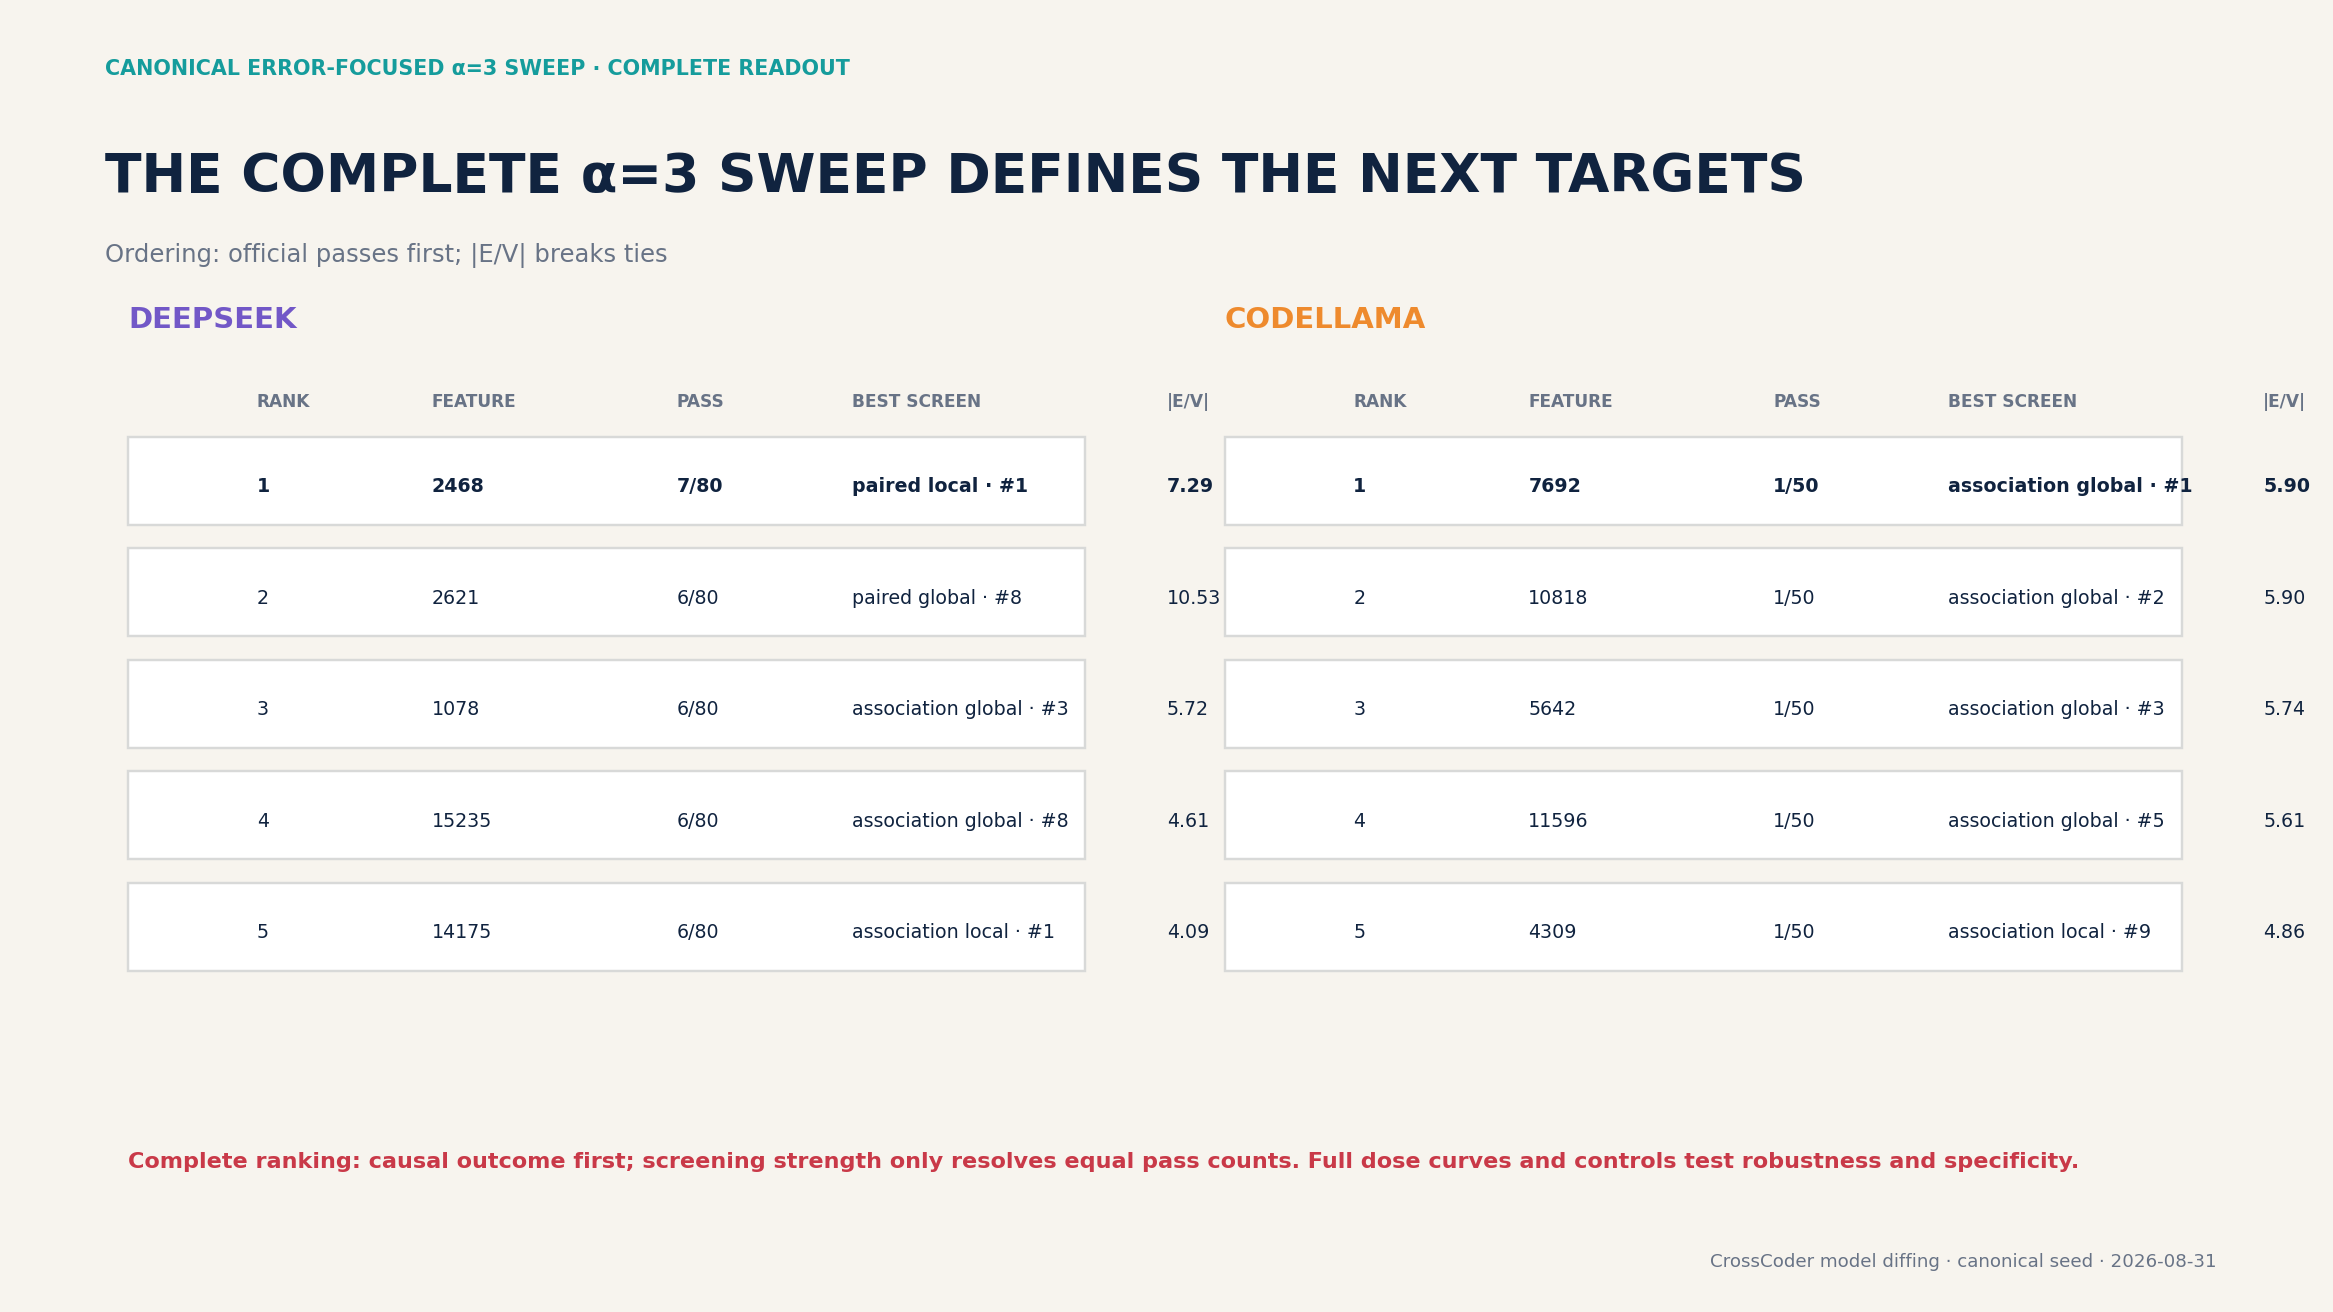 CANONICAL ERROR-FOCUSED α=3 SWEEP · COMPLETE READOUT
THE COMPLETE α=3 SWEEP DEFINES THE NEXT TARGETS
Ordering: official passes first; |E/V| breaks ties
DEEPSEEK
RANK FEATURE PASS BEST SCREEN |E/V|
1 2468 7/80 paired local · #1 7.29
2 2621 6/80 paired global · #8 10.53
3 1078 6/80 association global · #3 5.72
4 15235 6/80 association global · #8 4.61
5 14175 6/80 association local · #1 4.09
CODELLAMA
RANK FEATURE PASS BEST SCREEN |E/V|
1 7692 1/50 association global · #1 5.90
2 10818 1/50 association global · #2 5.90
3 5642 1/50 association global · #3 5.74
4 11596 1/50 association global · #5 5.61
5 4309 1/50 association local · #9 4.86
Complete ranking: causal outcome first; screening strength only resolves equal pass counts. Full dose curves and controls test robustness and specificity.
CrossCoder model diffing · canonical seed · 2026-08-31